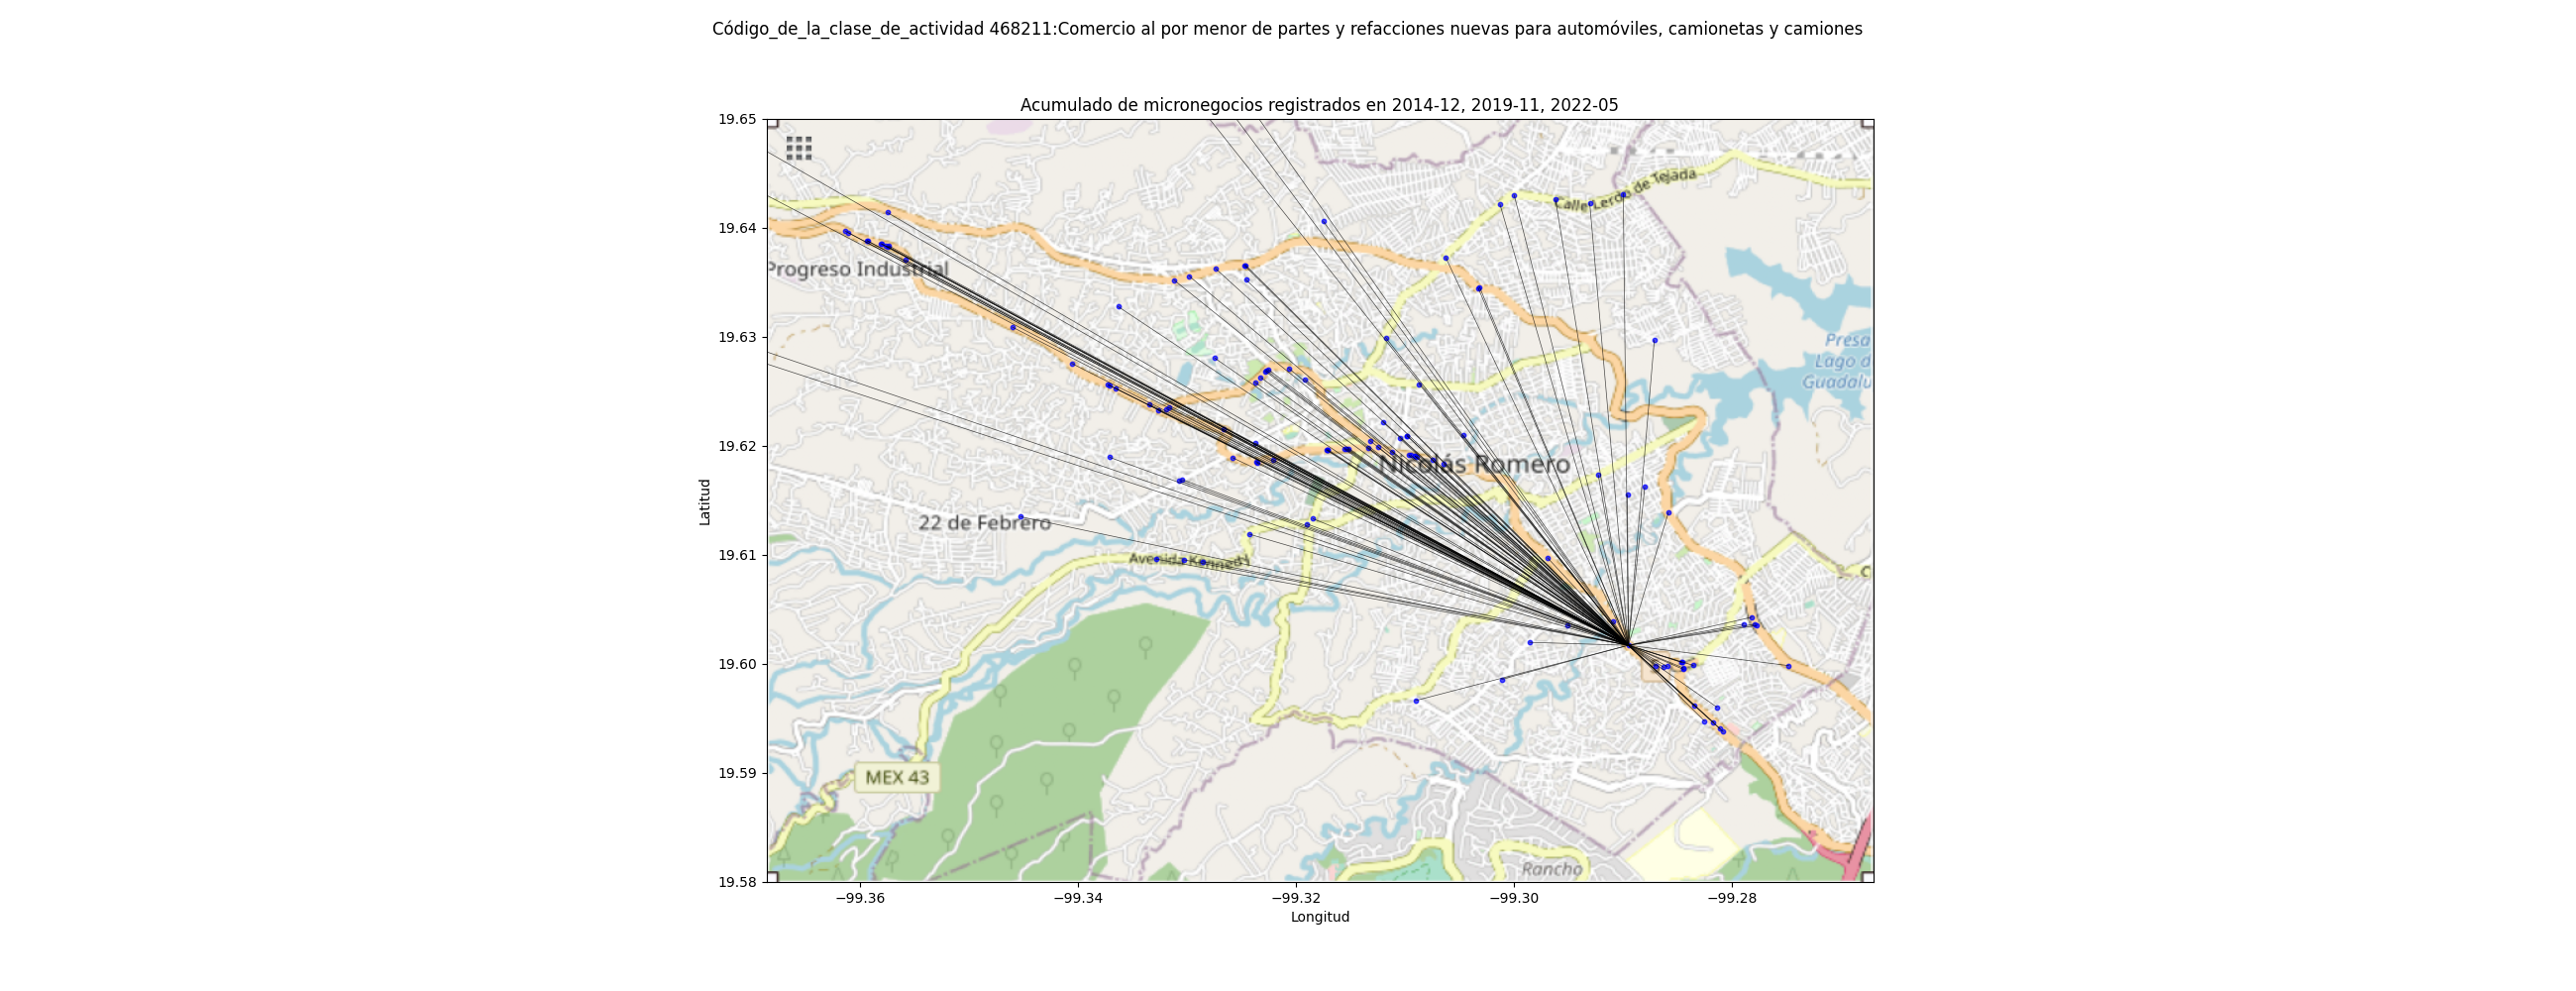 Código_de_la_clase_de_actividad 468211:Comercio al por menor de partes y refacciones nuevas para automóviles, camionetas y camiones
Acumulado de micronegocios registrados en 2014-12, 2019-11, 2022-05
19.65
19.64
19.63
19.62
19.61
19.60
19.59
19.58
Latitud
Calle Lerdo de Tejada
Progreso Industrial
Presa
Lago d
Guadalu
Nicolás Romero
22 de Febrero
Avenida Kennedy
C
MEX 43
Rancho
−99.36
−99.34
−99.32
−99.30
−99.28
Longitud